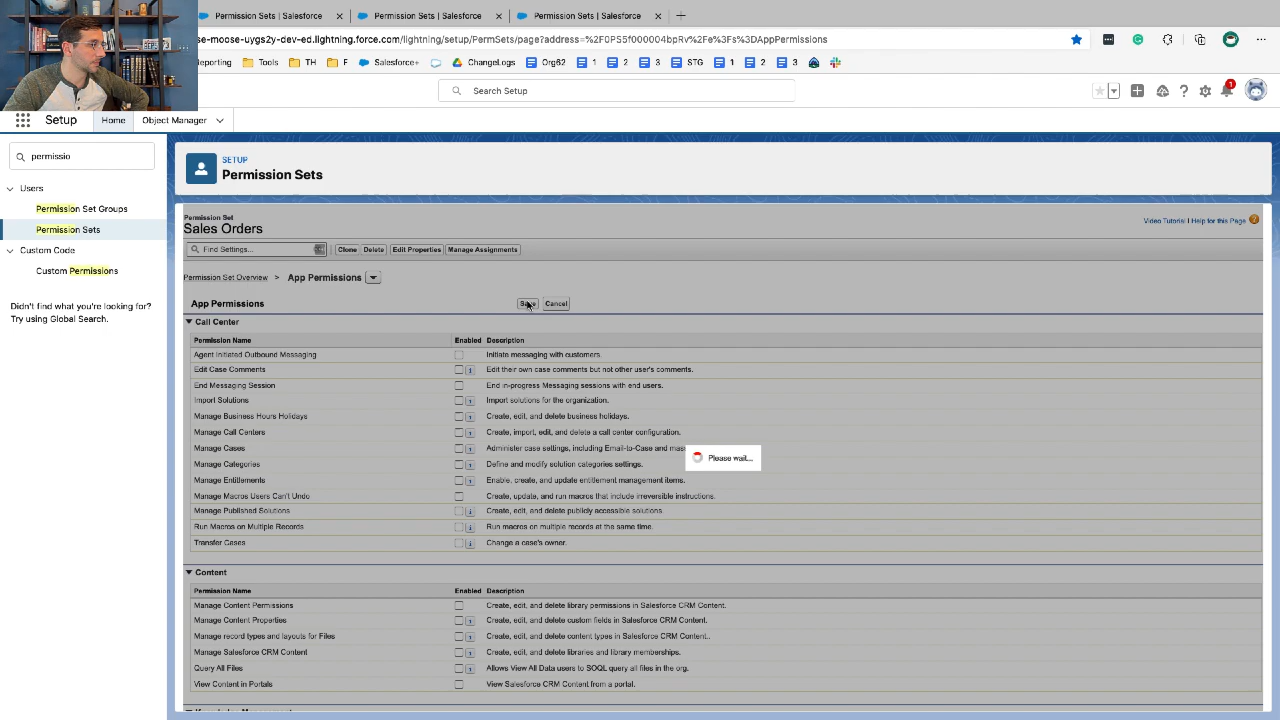 Permission Sets | Salesforce
Permission Sets | Salesforce
Permission Sets | Salesforce
se-moose-uygs2y-dev-ed.lightning.force.com/lightning/setup/PermSets/page?address=%2F0PS5f000004bpRv%2Fe%3Fs%3DAppPermissions
Reporting Tools TH F Salesforce+ ChangeLogs Org62 1 2 3 STG 1 2 3
Search Setup
1
Setup Home Object Manager
permissio
Users
Permission Set Groups
Permission Sets
Custom Code
Custom Permissions
Didn't find what you're looking for?
Try using Global Search.
SETUP
Permission Sets
Permission Set
Sales Orders
Video Tutorial | Help for this Page
Find Settings... | Clone Delete Edit Properties Manage Assignments
Permission Set Overview > App Permissions
App Permissions Save Cancel
Call Center
Permission Name Enabled Description
Agent Initiated Outbound Messaging Initiate messaging with customers.
Edit Case Comments Edit their own case comments but not other user's comments.
End Messaging Session End in-progress Messaging sessions with end users.
Import Solutions Import solutions for the organization.
Manage Business Hours Holidays Create, edit, and delete business holidays.
Manage Call Centers Create, import, edit, and delete a call center configuration.
Manage Cases Administer case settings, including Email-to-Case and mas
Please wait...
Manage Categories Define and modify solution categories settings.
Manage Entitlements Enable, create, and update entitlement management items.
Manage Macros Users Can't Undo Create, update, and run macros that include irreversible instructions.
Manage Published Solutions Create, edit, and delete publicly accessible solutions.
Run Macros on Multiple Records Run macros on multiple records at the same time.
Transfer Cases Change a case's owner.
Content
Permission Name Enabled Description
Manage Content Permissions Create, edit, and delete library permissions in Salesforce CRM Content.
Manage Content Properties Create, edit, and delete custom fields in Salesforce CRM Content.
Manage record types and layouts for Files Create, edit, and delete content types in Salesforce CRM Content..
Manage Salesforce CRM Content Create, edit, and delete libraries and library memberships.
Query All Files Allows View All Data users to SOQL query all files in the org.
View Content in Portals View Salesforce CRM Content from a portal.